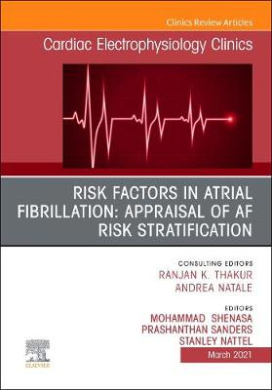 Clinics Review Articles
Cardiac Electrophysiology Clinics
RISK FACTORS IN ATRIAL
FIBRILLATION: APPRAISAL OF AF
RISK STRATIFICATION
CONSULTING EDITORS
RANJAN K. THAKUR
ANDREA NATALE
EDITORS
MOHAMMAD SHENASA
PRASHANTHAN SANDERS
STANLEY NATTEL
March 2021
ELSEVIER